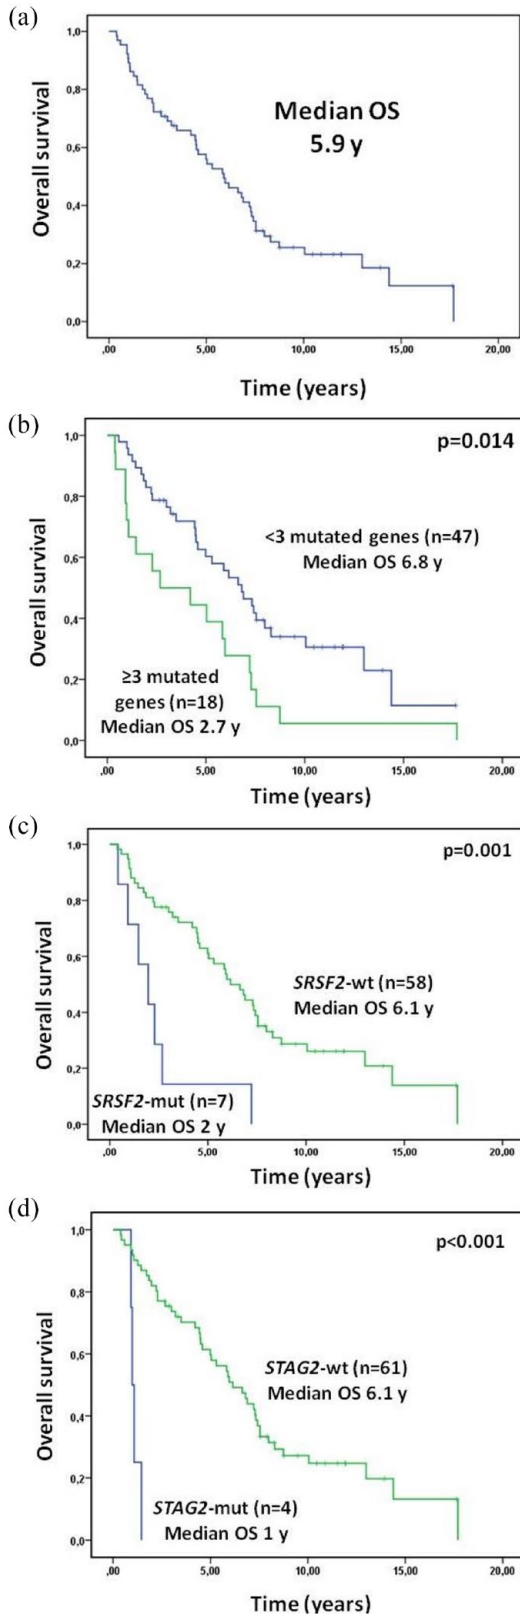 (a)
1,0
0,8
0,6
0,4
0,2
0,0
Overall survival
Median OS
5.9 y
,00 5,00 10,00 15,00 20,00
Time (years)
(b)
1,0
0,8
0,6
0,4
0,2
0,0
Overall survival
p=0.014
<3 mutated genes (n=47)
Median OS 6.8 y
≥3 mutated
genes (n=18)
Median OS 2.7 y
,00 5,00 10,00 15,00 20,00
Time (years)
(c)
1,0
0,8
0,6
0,4
0,2
0,0
Overall survival
p=0.001
SRSF2-wt (n=58)
Median OS 6.1 y
SRSF2-mut (n=7)
Median OS 2 y
,00 5,00 10,00 15,00 20,00
Time (years)
(d)
1,0
0,8
0,6
0,4
0,2
0,0
Overall survival
p<0.001
STAG2-wt (n=61)
Median OS 6.1 y
STAG2-mut (n=4)
Median OS 1 y
,00 5,00 10,00 15,00 20,00
Time (years)